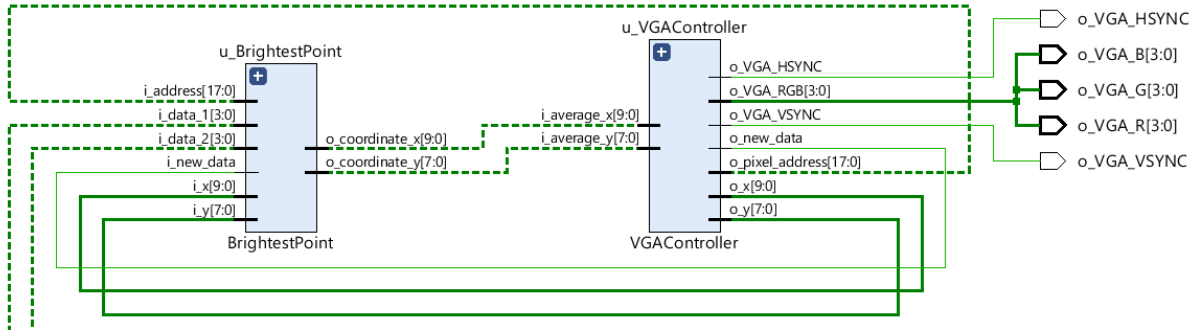 u_BrightestPoint
i_address[17:0]
i_data_1[3:0]
i_data_2[3:0]
i_new_data
i_x[9:0]
i_y[7:0]
o_coordinate_x[9:0]
o_coordinate_y[7:0]
BrightestPoint
u_VGAController
i_average_x[9:0]
i_average_y[7:0]
o_VGA_HSYNC
o_VGA_RGB[3:0]
o_VGA_VSYNC
o_new_data
o_pixel_address[17:0]
o_x[9:0]
o_y[7:0]
VGAController
o_VGA_HSYNC
o_VGA_B[3:0]
o_VGA_G[3:0]
o_VGA_R[3:0]
o_VGA_VSYNC